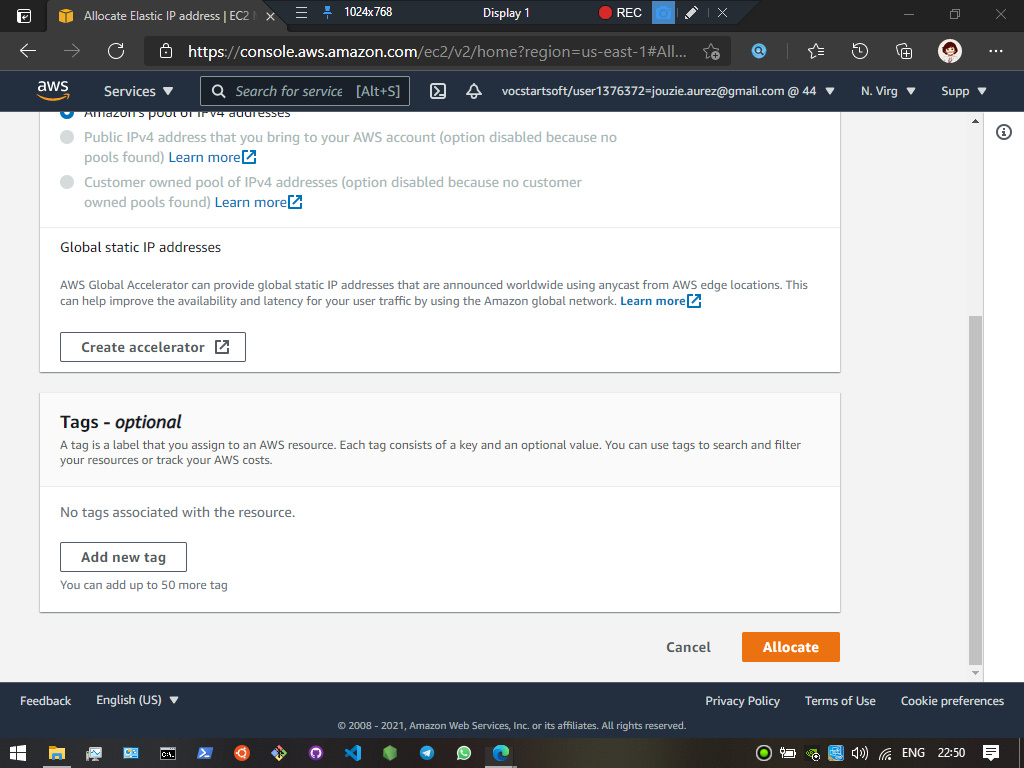 Allocate Elastic IP address | EC2
1024x768
Display 1
REC
https://console.aws.amazon.com/ec2/v2/home?region=us-east-1#All...
aws
Services
Search for service
[Alt+S]
vocstartsoft/user1376372=jouzie.aurez@gmail.com @ 44
N. Virg
Supp
Amazon's pool of IPv4 addresses
Public IPv4 address that you bring to your AWS account (option disabled because no
pools found) Learn more
Customer owned pool of IPv4 addresses (option disabled because no customer
owned pools found) Learn more
Global static IP addresses
AWS Global Accelerator can provide global static IP addresses that are announced worldwide using anycast from AWS edge locations. This
can help improve the availability and latency for your user traffic by using the Amazon global network. Learn more
Create accelerator
Tags - optional
A tag is a label that you assign to an AWS resource. Each tag consists of a key and an optional value. You can use tags to search and filter
your resources or track your AWS costs.
No tags associated with the resource.
Add new tag
You can add up to 50 more tag
Cancel
Allocate
Feedback
English (US)
Privacy Policy
Terms of Use
Cookie preferences
© 2008 - 2021, Amazon Web Services, Inc. or its affiliates. All rights reserved.
ENG
22:50